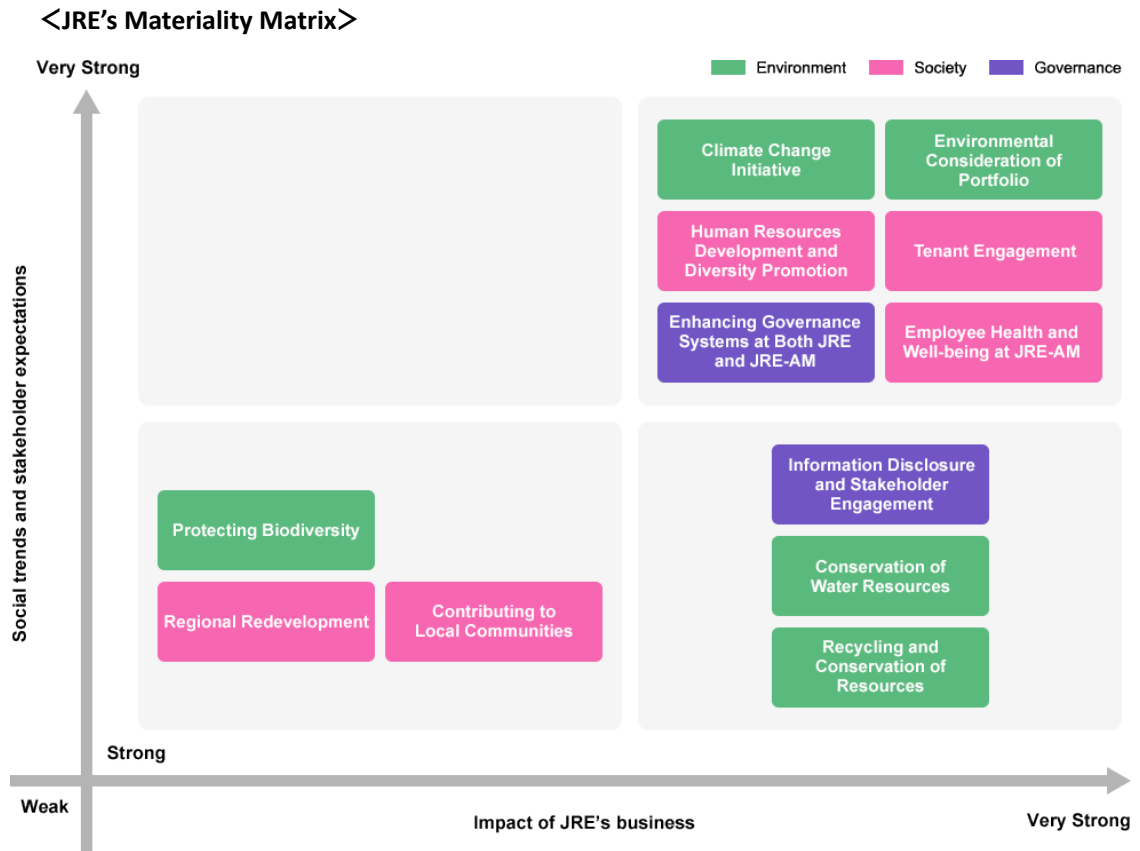 <JRE's Materiality Matrix>
Very Strong
Environment
Society
Governance
Climate Change
Initiative
Environmental
Consideration of
Portfolio
Human Resources
Development and
Diversity Promotion
Tenant Engagement
Enhancing Governance
Systems at Both JRE
and JRE-AM
Employee Health and
Well-being at JRE-AM
Social trends and stakeholder expectations
Information Disclosure
and Stakeholder
Engagement
Protecting Biodiversity
Conservation of
Water Resources
Regional Redevelopment
Contributing to
Local Communities
Recycling and
Conservation of
Resources
Strong
Weak
Impact of JRE's business
Very Strong